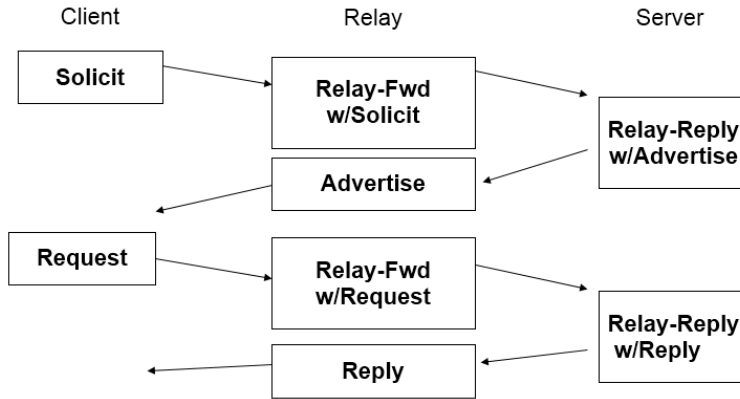 Client
Relay
Server
Solicit
Relay-Fwd
w/Solicit
Relay-Reply
w/Advertise
Advertise
Request
Relay-Fwd
w/Request
Relay-Reply
w/Reply
Reply